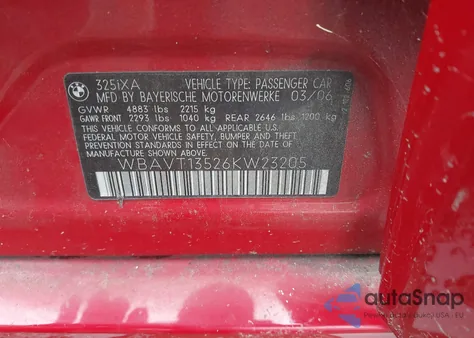 325iXA VEHICLE TYPE: PASSENGER CAR
MFD BY BAYERISCHE MOTORENWERKE 03/06
GVWR 4883 lbs 2215 kg
GAWR FRONT 2293 lbs 1040 kg REAR 2646 lbs 1200 kg
THIS VEHICLE CONFORMS TO ALL APPLICABLE U.S.
FEDERAL MOTOR VEHICLE SAFETY, BUMPER AND THEFT
PREVENTION STANDARDS IN EFFECT ON THE DATE OF
MANUFACTURE SHOWN ABOVE.
WBAVT13526KW23205
autoSnap